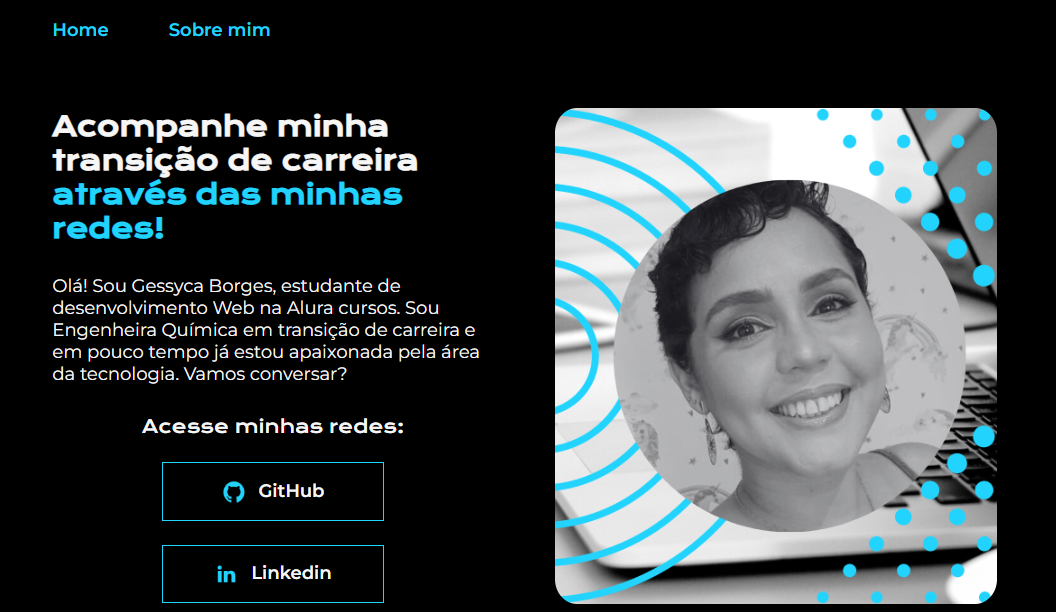 Home
Sobre mim
Acompanhe minha
transição de carreira
através das minhas
redes!
Olá! Sou Gessyca Borges, estudante de
desenvolvimento Web na Alura cursos. Sou
Engenheira Química em transição de carreira e
em pouco tempo já estou apaixonada pela área
da tecnologia. Vamos conversar?
Acesse minhas redes:
GitHub
Linkedin